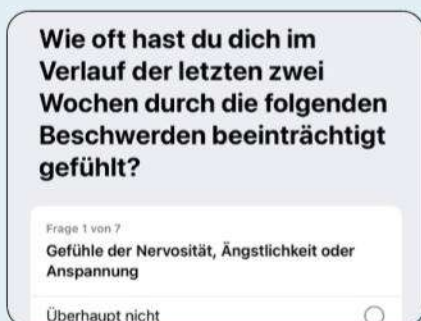 Wie oft hast du dich im
Verlauf der letzten zwei
Wochen durch die folgenden
Beschwerden beeinträchtigt
gefühlt?
Frage 1 von 7
Gefühle der Nervosität, Ängstlichkeit oder
Anspannung
Überhaupt nicht